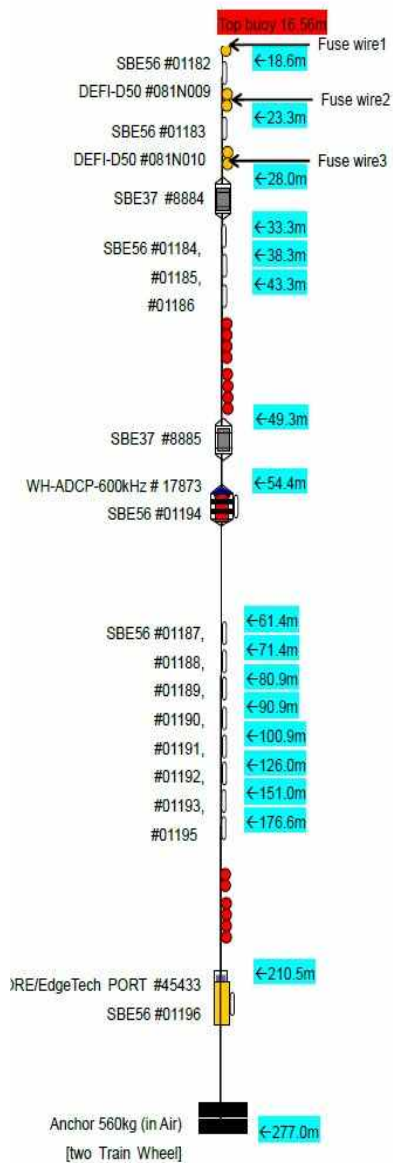 Top buoy 16.56m
Fuse wire1
←18.6m
SBE56 #01182
DEFI-D50 #081N009
Fuse wire2
←23.3m
SBE56 #01183
DEFI-D50 #081N010
Fuse wire3
←28.0m
SBE37 #8884
←33.3m
SBE56 #01184,
←38.3m
#01185,
←43.3m
#01186
←49.3m
SBE37 #8885
WH-ADCP-600kHz # 17873
←54.4m
SBE56 #01194
←61.4m
SBE56 #01187,
←71.4m
#01188,
←80.9m
#01189,
←90.9m
#01190,
←100.9m
#01191,
←126.0m
#01192,
←151.0m
#01193,
←176.6m
#01195
←210.5m
ORE/EdgeTech PORT #45433
SBE56 #01196
Anchor 560kg (in Air)
←277.0m
[two Train Wheel]